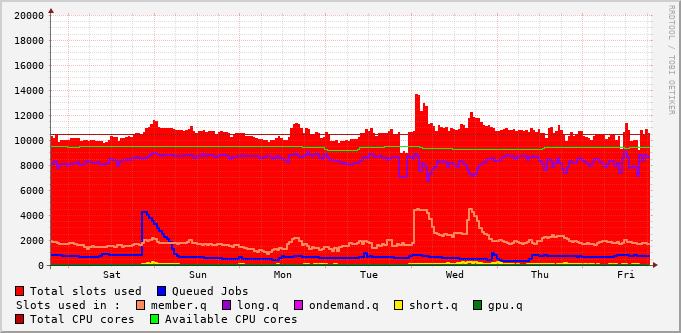 RRDTOOL / TOBI OETIKER
20000
18000
16000
14000
12000
10000
8000
6000
4000
2000
0
Sat Sun Mon Tue Wed Thu Fri
Total slots used Queued Jobs
Slots used in : member.q long.q ondemand.q short.q gpu.q
Total CPU cores Available CPU cores